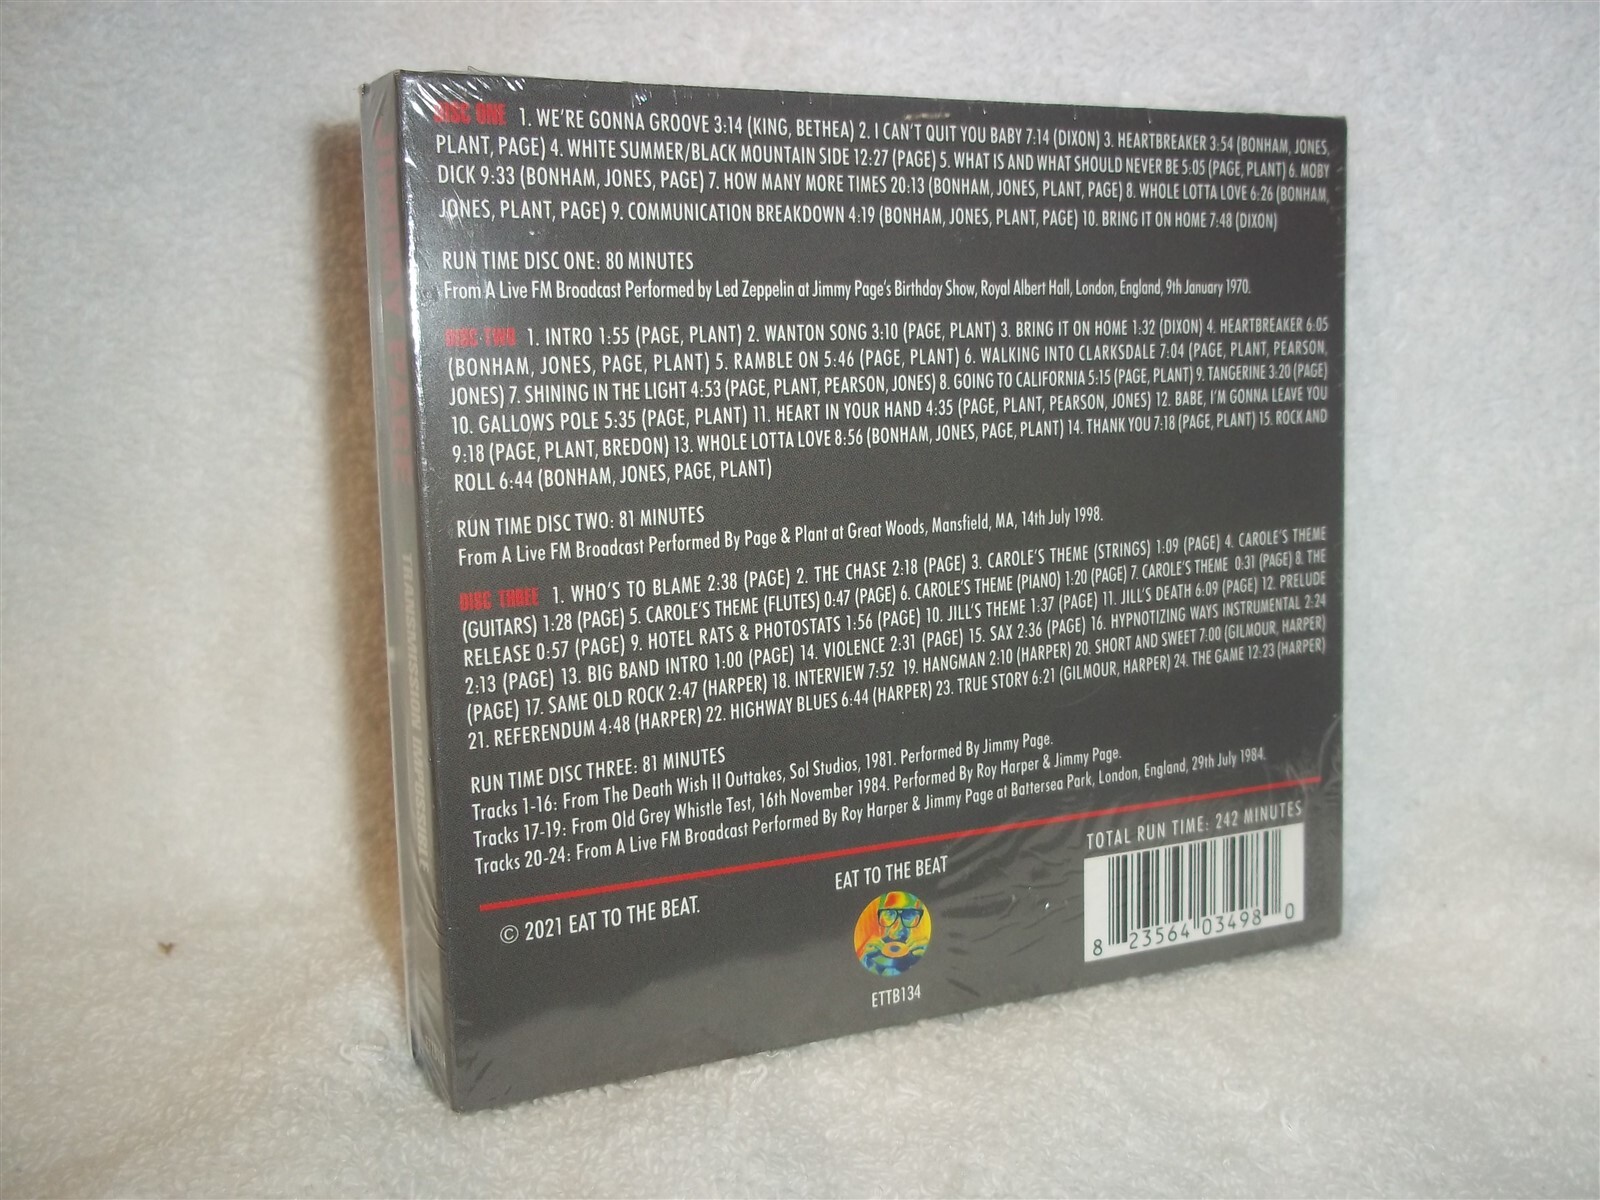 DISC ONE 1. WE'RE GONNA GROOVE 3:14 (KING, BETHEA) 2. I CAN'T QUIT YOU BABY 7:14 (DIXON) 3. HEARTBREAKER 3:54 (BONHAM, JONES,
PLANT, PAGE) 4. WHITE SUMMER/BLACK MOUNTAIN SIDE 12:27 (PAGE) 5. WHAT IS AND WHAT SHOULD NEVER BE 5:05 (PAGE, PLANT) 6. MOBY
DICK 9:33 (BONHAM, JONES, PAGE) 7. HOW MANY MORE TIMES 20:13 (BONHAM, JONES, PLANT, PAGE) 8. WHOLE LOTTA LOVE 6:26 (BONHAM,
JONES, PLANT, PAGE) 9. COMMUNICATION BREAKDOWN 4:19 (BONHAM, JONES, PLANT, PAGE) 10. BRING IT ON HOME 7:48 (DIXON)
RUN TIME DISC ONE: 80 MINUTES
From A Live FM Broadcast Performed by Led Zeppelin at Jimmy Page's Birthday Show, Royal Albert Hall, London, England, 9th January 1970.
DISC TWO 1. INTRO 1:55 (PAGE, PLANT) 2. WANTON SONG 3:10 (PAGE, PLANT) 3. BRING IT ON HOME 1:32 (DIXON) 4. HEARTBREAKER 6:05
(BONHAM, JONES, PAGE, PLANT) 5. RAMBLE ON 5:46 (PAGE, PLANT) 6. WALKING INTO CLARKSDALE 7:04 (PAGE, PLANT, PEARSON,
JONES) 7. SHINING IN THE LIGHT 4:53 (PAGE, PLANT, PEARSON, JONES) 8. GOING TO CALIFORNIA 5:15 (PAGE, PLANT) 9. TANGERINE 3:20 (PAGE)
10. GALLOWS POLE 5:35 (PAGE, PLANT) 11. HEART IN YOUR HAND 4:35 (PAGE, PLANT, PEARSON, JONES) 12. BABE, I'M GONNA LEAVE YOU
9:18 (PAGE, PLANT, BREDON) 13. WHOLE LOTTA LOVE 8:56 (BONHAM, JONES, PAGE, PLANT) 14. THANK YOU 7:18 (PAGE, PLANT) 15. ROCK AND
ROLL 6:44 (BONHAM, JONES, PAGE, PLANT)
RUN TIME DISC TWO: 81 MINUTES
From A Live FM Broadcast Performed By Page & Plant at Great Woods, Mansfield, MA, 14th July 1998.
DISC THREE 1. WHO'S TO BLAME 2:38 (PAGE) 2. THE CHASE 2:18 (PAGE) 3. CAROLE'S THEME (STRINGS) 1:09 (PAGE) 4. CAROLE'S THEME
(GUITARS) 1:28 (PAGE) 5. CAROLE'S THEME (FLUTES) 0:47 (PAGE) 6. CAROLE'S THEME (PIANO) 1:20 (PAGE) 7. CAROLE'S THEME 0:31 (PAGE) 8. THE
RELEASE 0:57 (PAGE) 9. HOTEL RATS & PHOTOSTATS 1:56 (PAGE) 10. JILL'S THEME 1:37 (PAGE) 11. JILL'S DEATH 6:09 (PAGE) 12. PRELUDE
2:13 (PAGE) 13. BIG BAND INTRO 1:00 (PAGE) 14. VIOLENCE 2:31 (PAGE) 15. SAX 2:36 (PAGE) 16. HYPNOTIZING WAYS INSTRUMENTAL 2:24
(PAGE) 17. SAME OLD ROCK 2:47 (HARPER) 18. INTERVIEW 7:52 19. HANGMAN 2:10 (HARPER) 20. SHORT AND SWEET 7:00 (GILMOUR, HARPER)
21. REFERENDUM 4:48 (HARPER) 22. HIGHWAY BLUES 6:44 (HARPER) 23. TRUE STORY 6:21 (GILMOUR, HARPER) 24. THE GAME 12:23 (HARPER)
RUN TIME DISC THREE: 81 MINUTES
Tracks 1-16: From The Death Wish II Outtakes, Sol Studios, 1981. Performed By Jimmy Page.
Tracks 17-19: From Old Grey Whistle Test, 16th November 1984. Performed By Roy Harper & Jimmy Page.
Tracks 20-24: From A Live FM Broadcast Performed By Roy Harper & Jimmy Page at Battersea Park, London, England, 29th July 1984.
TOTAL RUN TIME: 242 MINUTES
© 2021 EAT TO THE BEAT.
EAT TO THE BEAT
ETTB134
8 23564 03498 0
JIMMY PAGE
TRANSMISSION IMPOSSIBLE